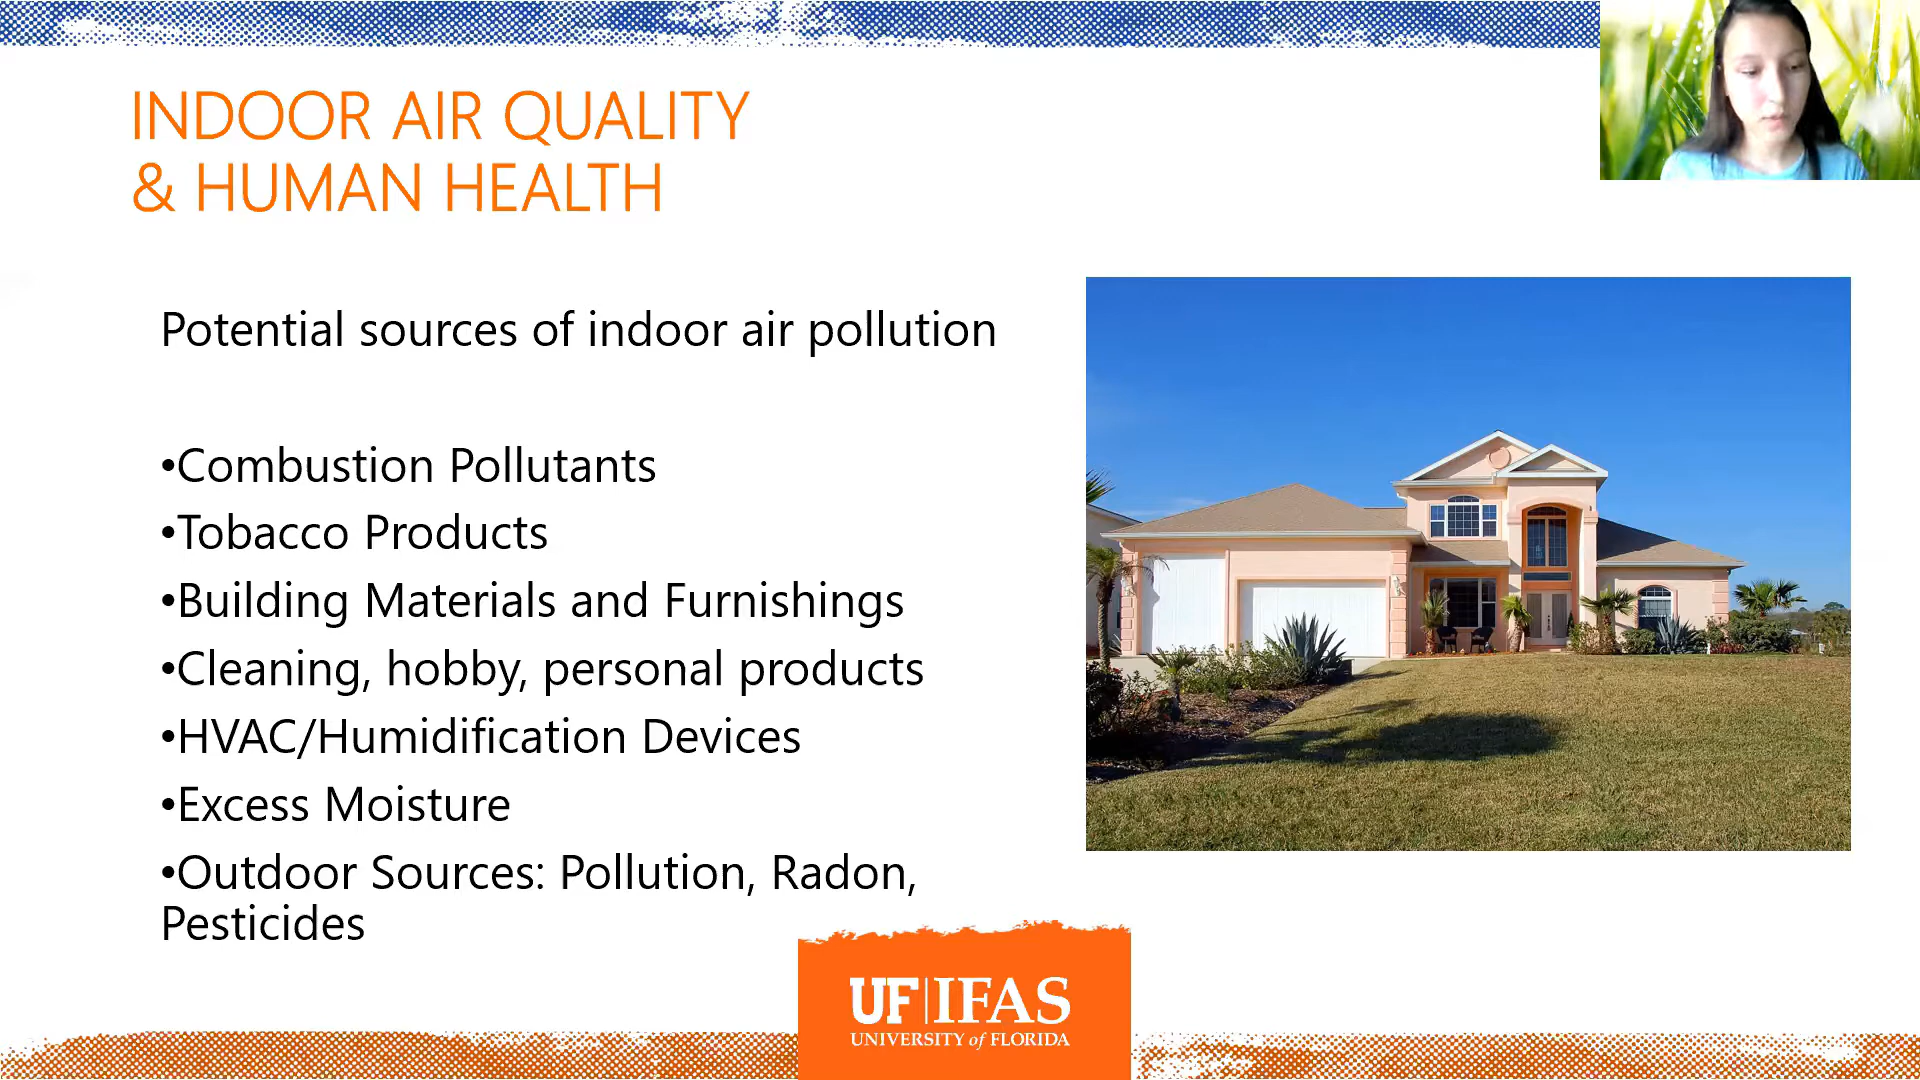 INDOOR AIR QUALITY
& HUMAN HEALTH
Potential sources of indoor air pollution
•Combustion Pollutants
•Tobacco Products
•Building Materials and Furnishings
•Cleaning, hobby, personal products
•HVAC/Humidification Devices
•Excess Moisture
•Outdoor Sources: Pollution, Radon,
Pesticides
UF|IFAS
UNIVERSITY of FLORIDA